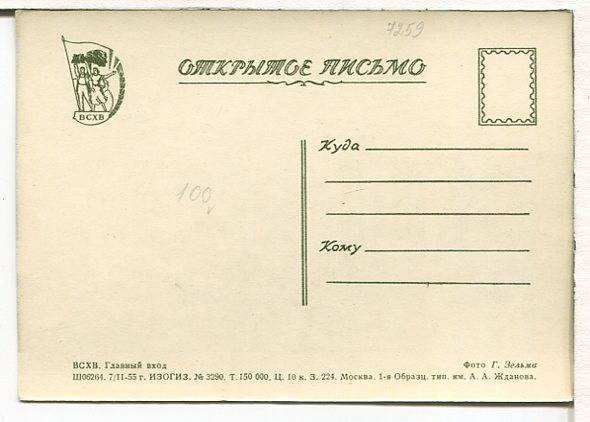 7259
ВСХВ
ОТКРЫТОЕ ПИСЬМО
Куда
100
Кому
ВСХВ. Главный вход
Фото Г. Зельма
Ш06264. 7/II-55 г. ИЗОГИЗ. № 3290. Т. 150 000. Ц. 10 к. З. 224. Москва. 1-я Образц. тип. им. А. А. Жданова.